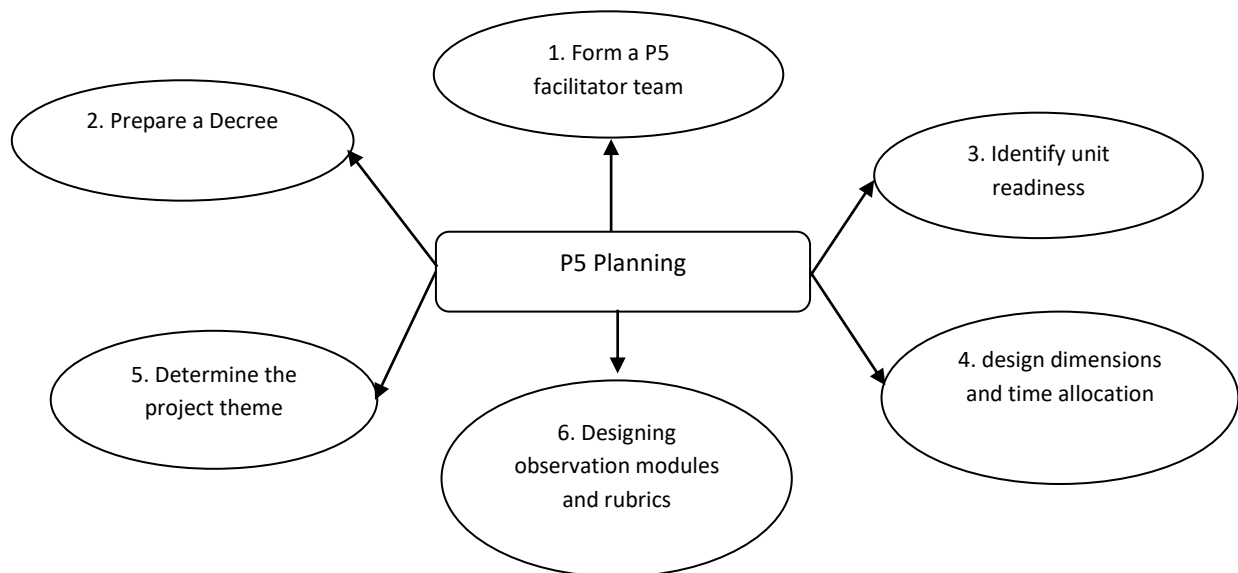 1. Form a P5
facilitator team
2. Prepare a Decree
3. Identify unit
readiness
P5 Planning
5. Determine the
project theme
4. design dimensions
and time allocation
6. Designing
observation modules
and rubrics